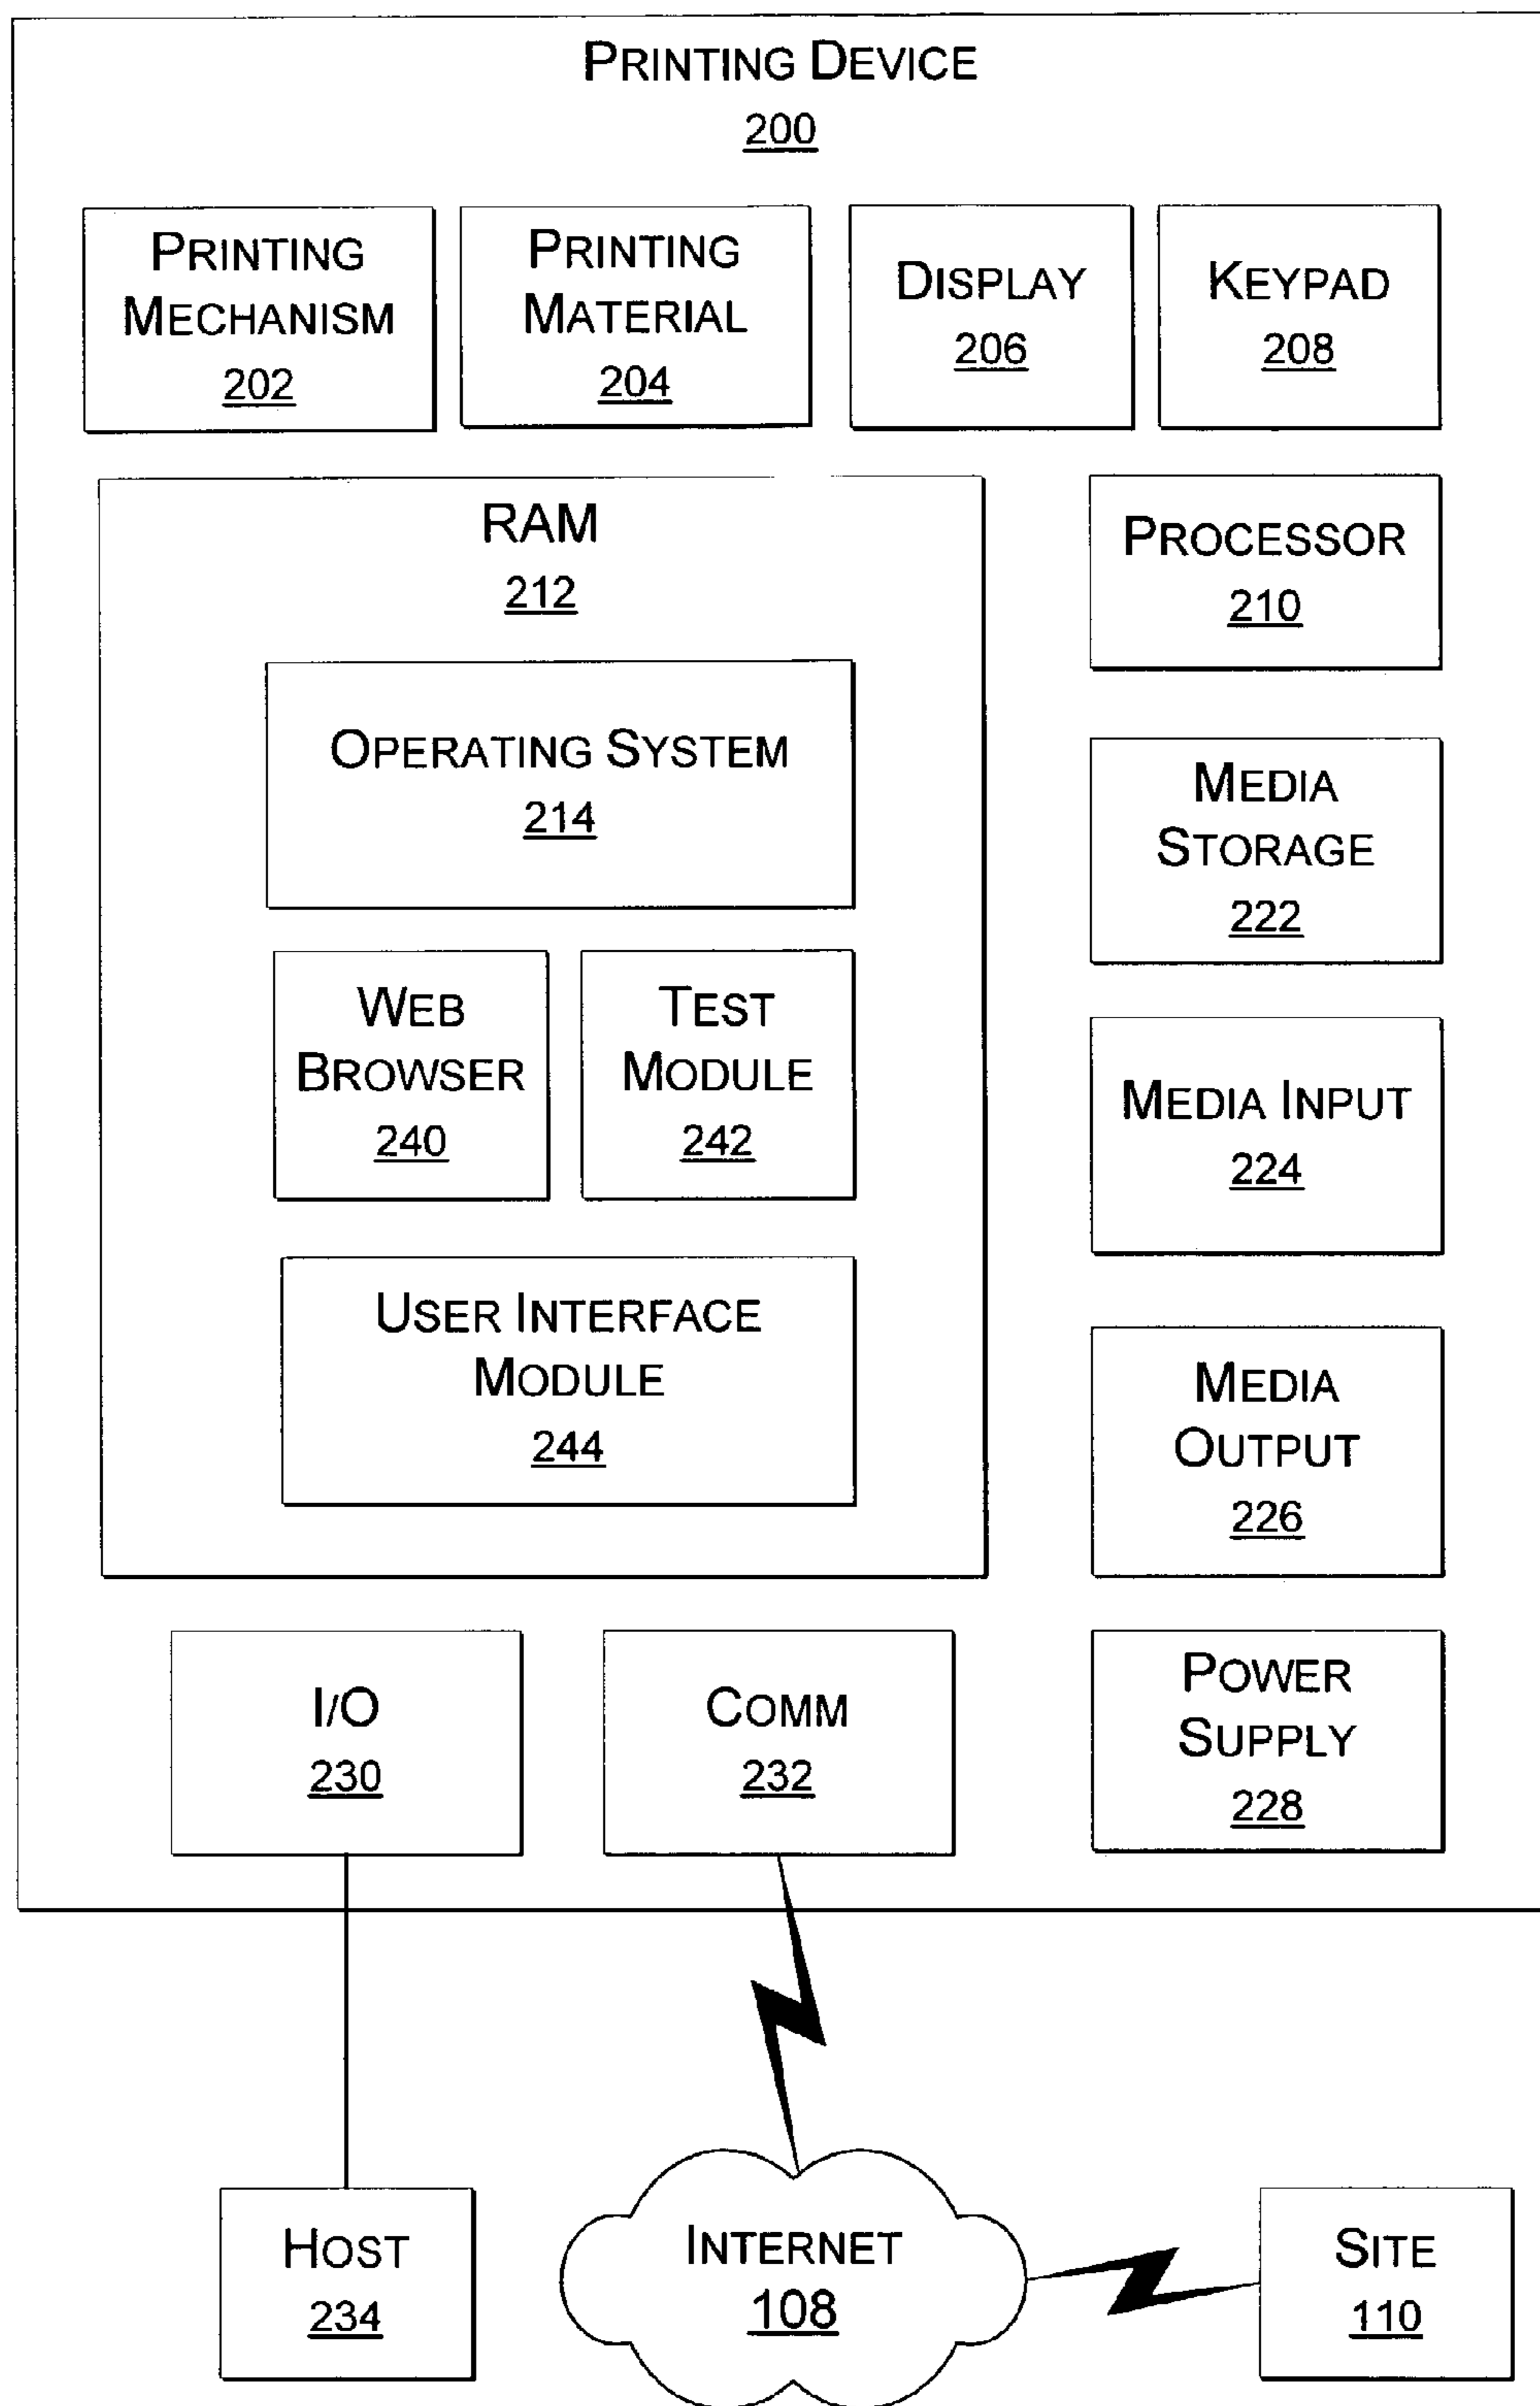 PRINTING DEVICE
200
PRINTING
MECHANISM
202
PRINTING
MATERIAL
204
DISPLAY
206
KEYPAD
208
RAM
212
OPERATING SYSTEM
214
WEB
BROWSER
240
TEST
MODULE
242
USER INTERFACE
MODULE
244
PROCESSOR
210
MEDIA
STORAGE
222
MEDIA INPUT
224
MEDIA
OUTPUT
226
I/O
230
COMM
232
POWER
SUPPLY
228
HOST
234
INTERNET
108
SITE
110